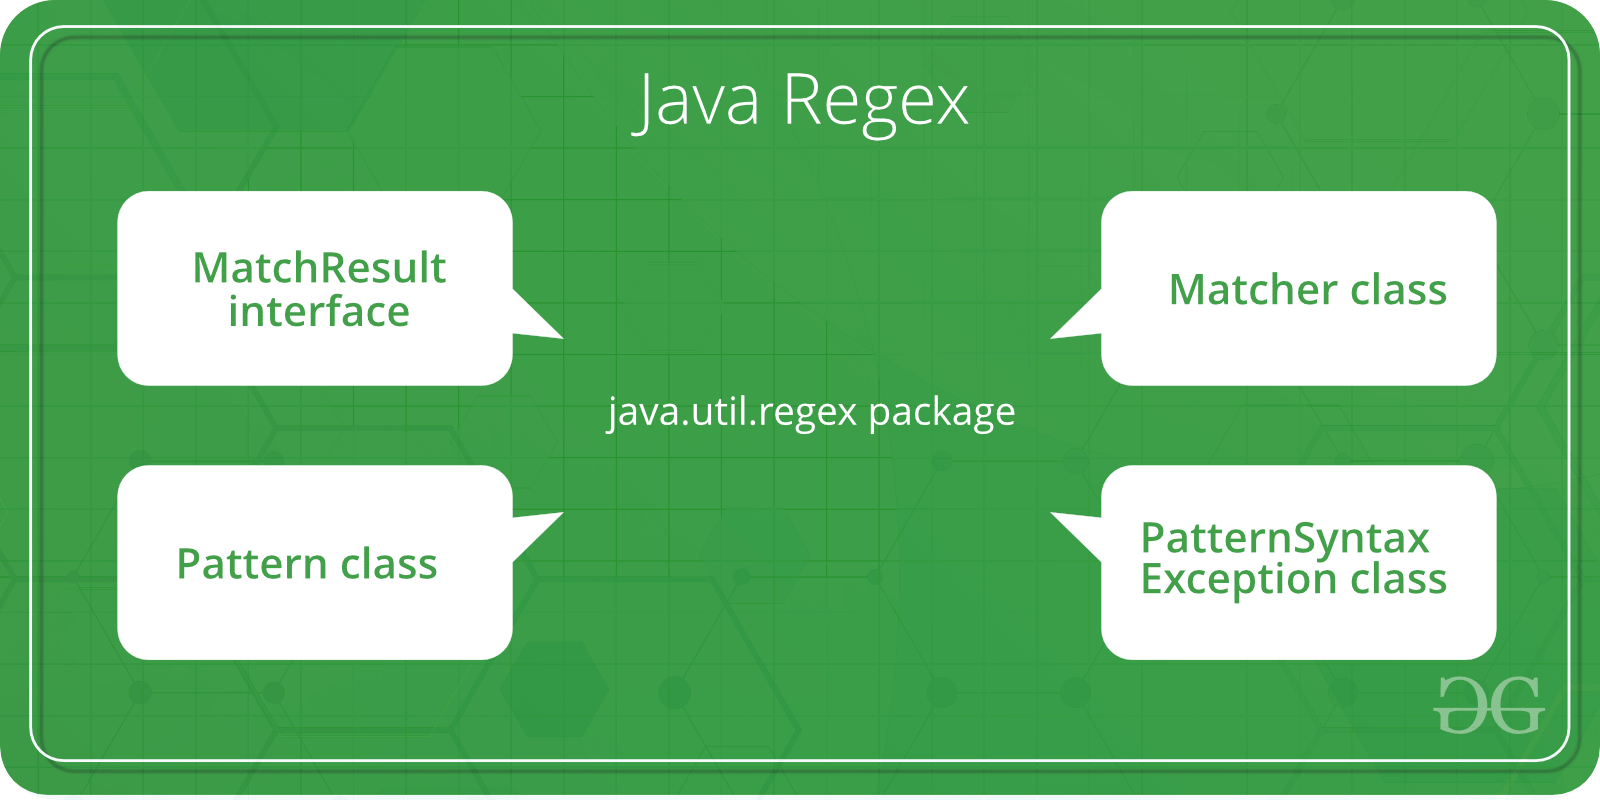 Java Regex
MatchResult
interface
Matcher class
java.util.regex package
Pattern class
PatternSyntax
Exception class